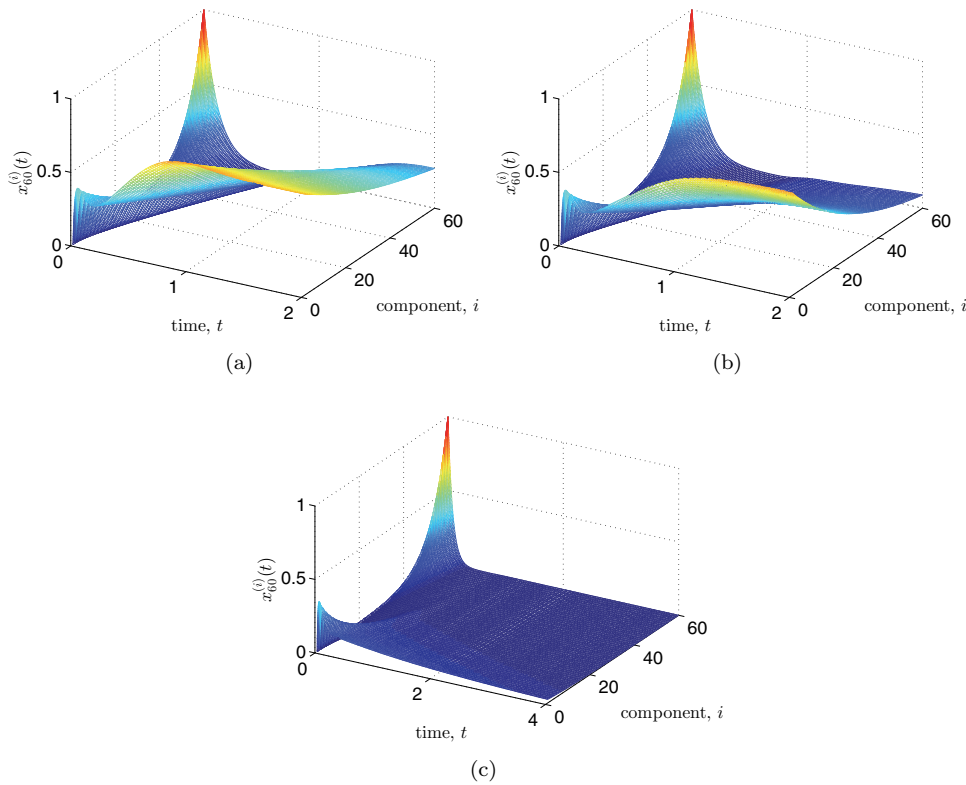 1
0.5
0
x_{60}^{(i)}(t)
0
1
2
time, t
0
20
40
60
component, i
(a)
1
0.5
0
x_{60}^{(i)}(t)
0
1
2
time, t
0
20
40
60
component, i
(b)
1
0.5
0
x_{60}^{(i)}(t)
0
2
4
time, t
0
20
40
60
component, i
(c)